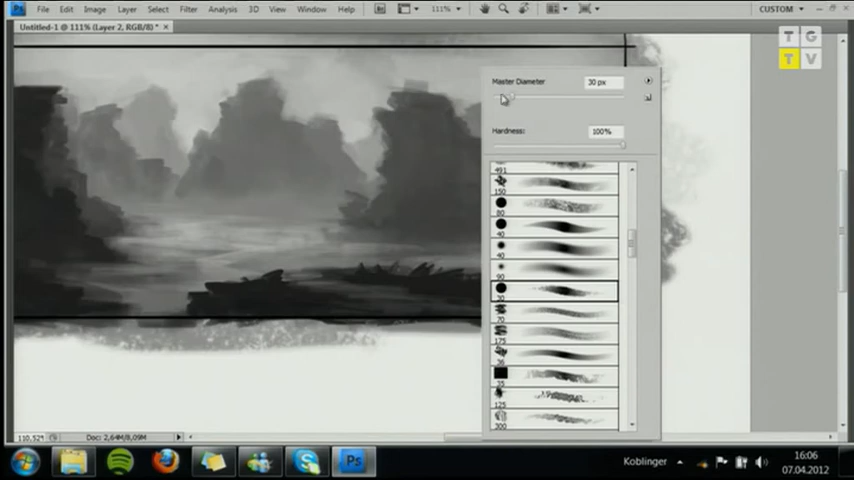 File Edit Image Layer Select Filter Analysis 3D View Window Help 111% CUSTOM
Untitled-1 @ 111% (Layer 2, RGB/8) *
TG
TV
Master Diameter 30 px
Hardness: 100%
491
150
80
40
40
90
30
70
175
36
35
125
300
110,52% Doc: 2,64M/8,09M
Ps
Koblinger
16:06
07.04.2012